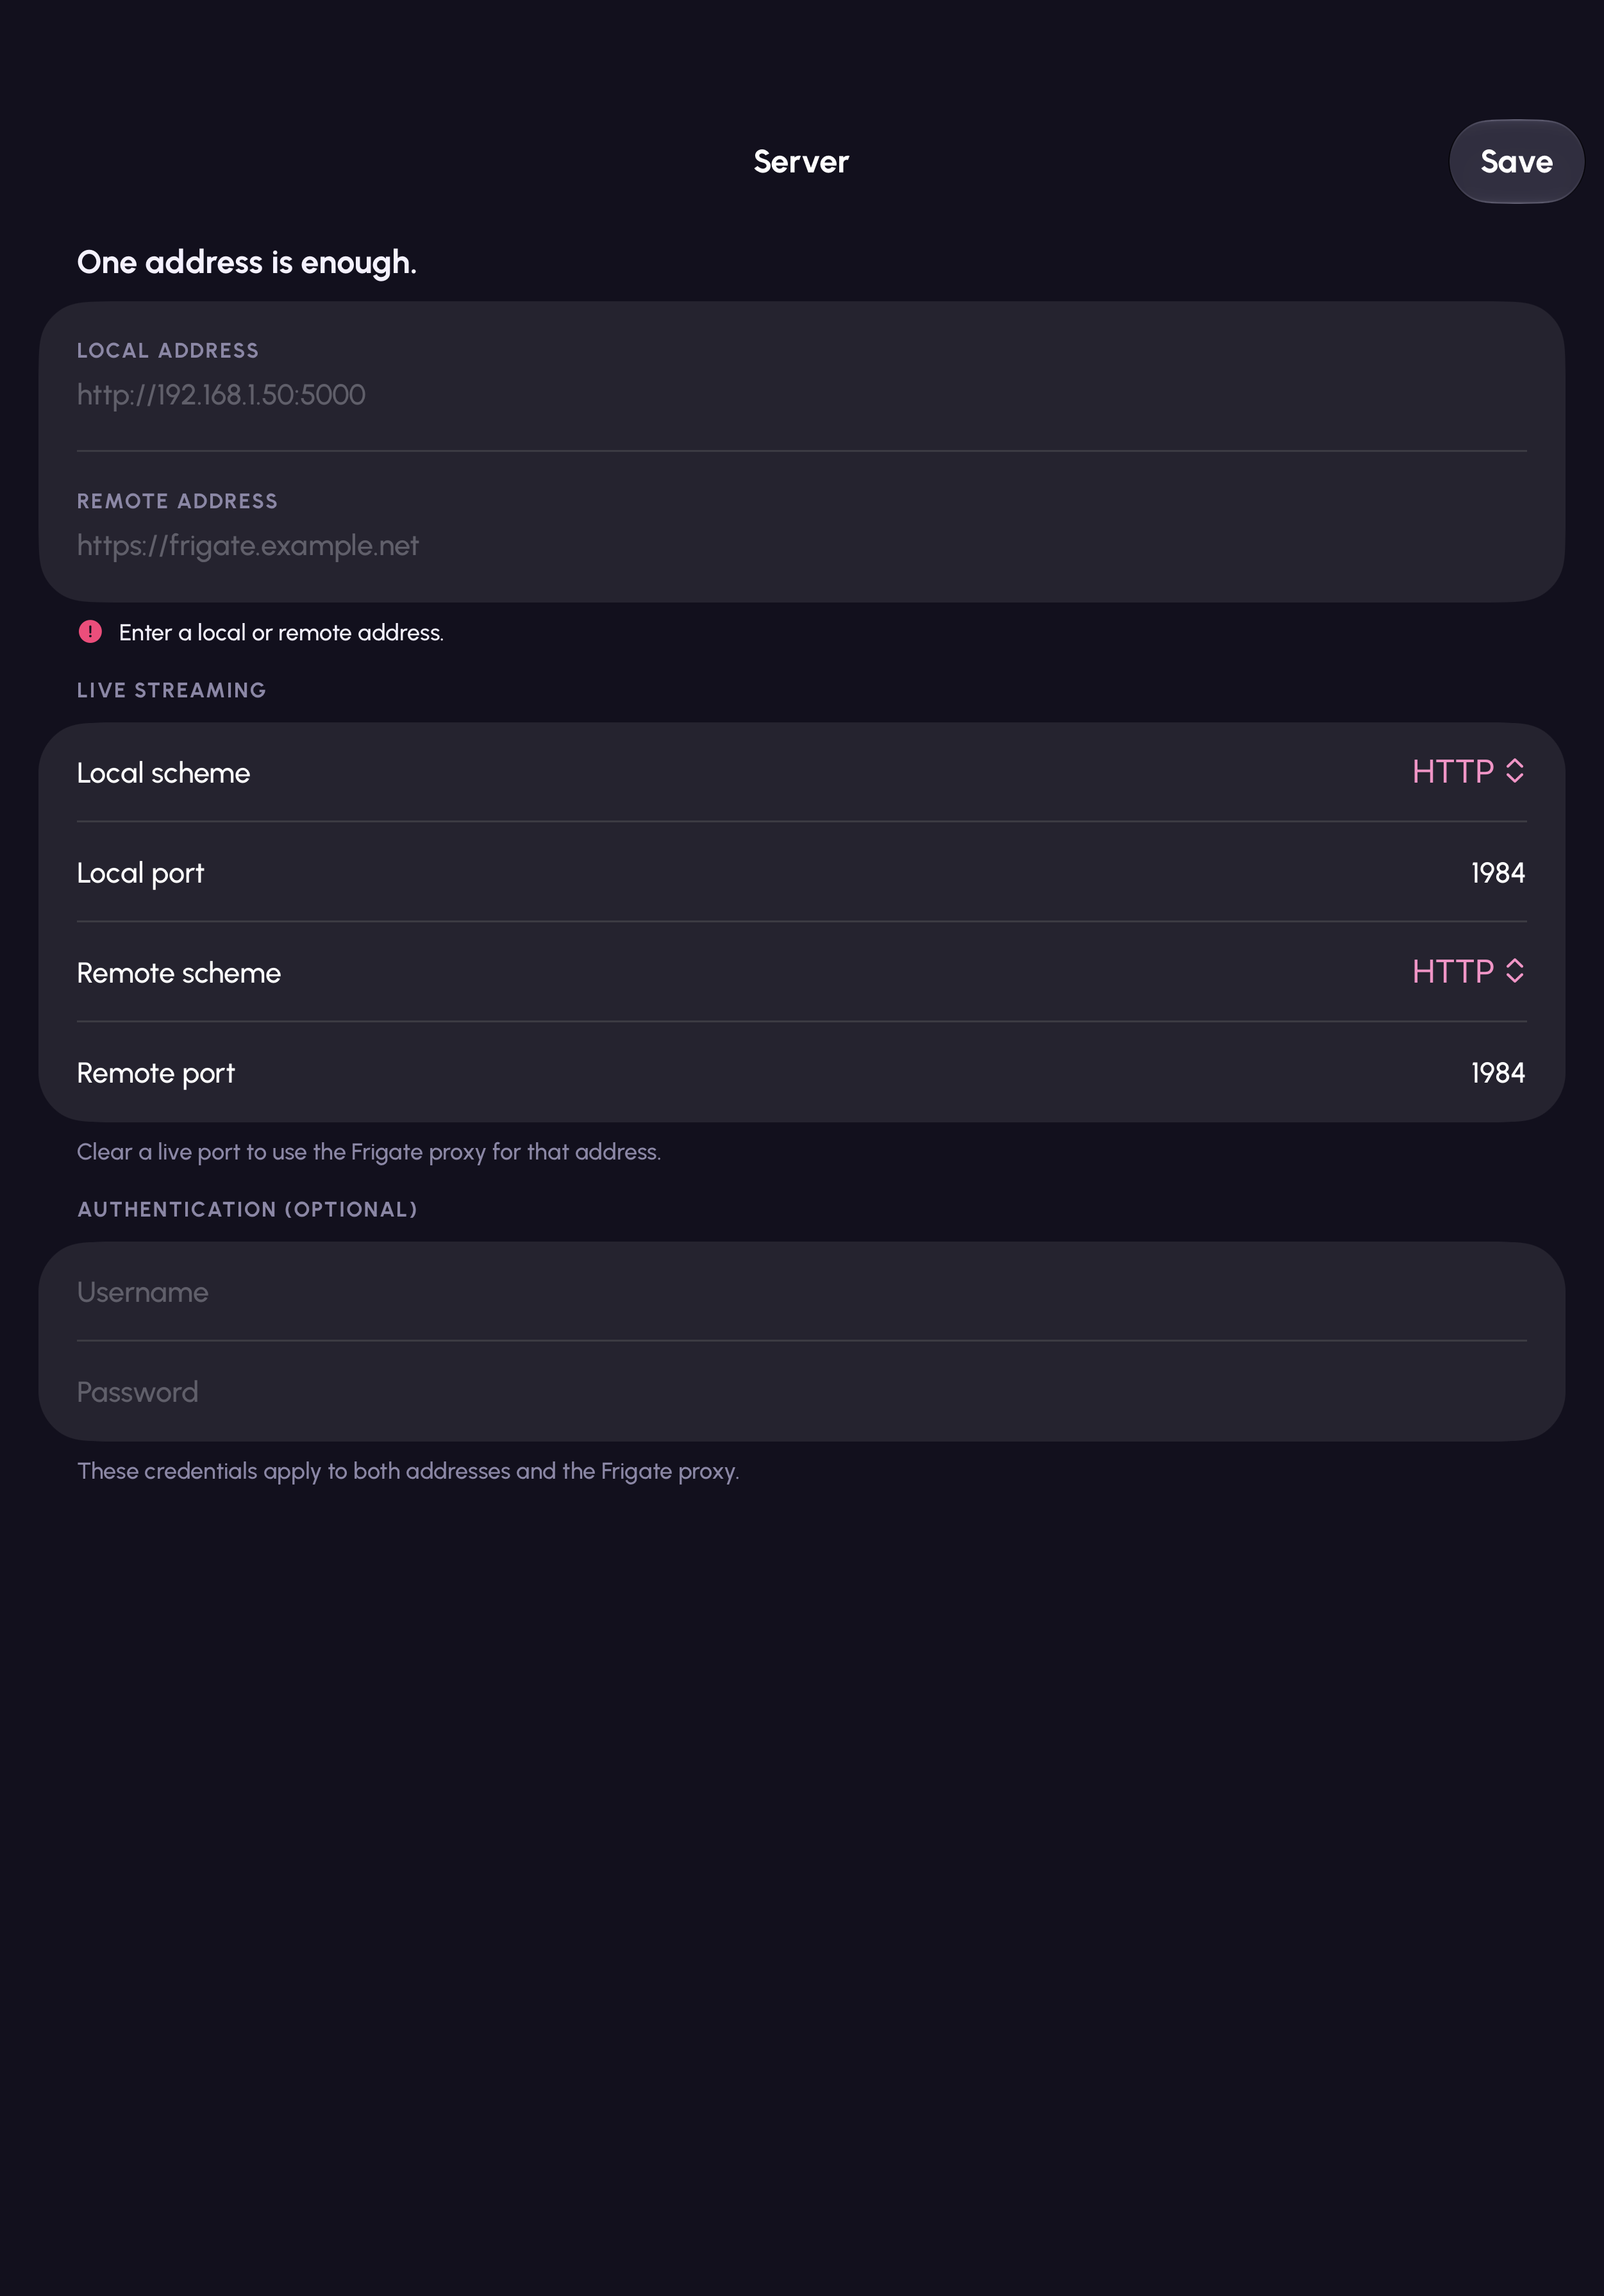 Server
Save
One address is enough.
LOCAL ADDRESS
http://192.168.1.50:5000
REMOTE ADDRESS
https://frigate.example.net
Enter a local or remote address.
LIVE STREAMING
Local scheme HTTP
Local port 1984
Remote scheme HTTP
Remote port 1984
Clear a live port to use the Frigate proxy for that address.
AUTHENTICATION (OPTIONAL)
Username
Password
These credentials apply to both addresses and the Frigate proxy.